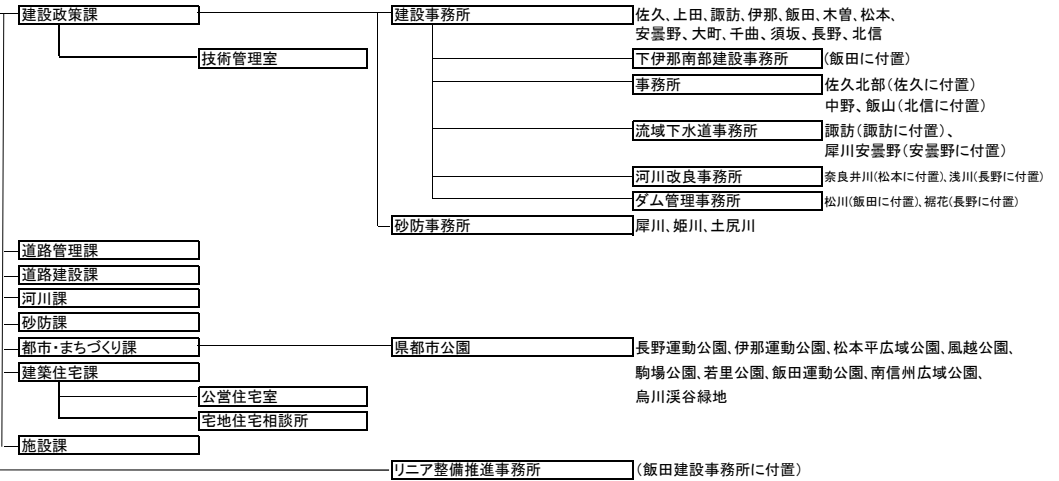 建設政策課
建設事務所
佐久、上田、諏訪、伊那、飯田、木曽、松本、
安曇野、大町、千曲、須坂、長野、北信
技術管理室
下伊那南部建設事務所
(飯田に付置)
事務所
佐久北部(佐久に付置)
中野、飯山(北信に付置)
流域下水道事務所
諏訪(諏訪に付置)、
犀川安曇野(安曇野に付置)
河川改良事務所
奈良井川(松本に付置)、浅川(長野に付置)
ダム管理事務所
松川(飯田に付置)、裾花(長野に付置)
砂防事務所
犀川、姫川、土尻川
道路管理課
道路建設課
河川課
砂防課
都市・まちづくり課
県都市公園
長野運動公園、伊那運動公園、松本平広域公園、風越公園、
駒場公園、若里公園、飯田運動公園、南信州広域公園、
烏川渓谷緑地
建築住宅課
公営住宅室
宅地住宅相談所
施設課
リニア整備推進事務所
(飯田建設事務所に付置)